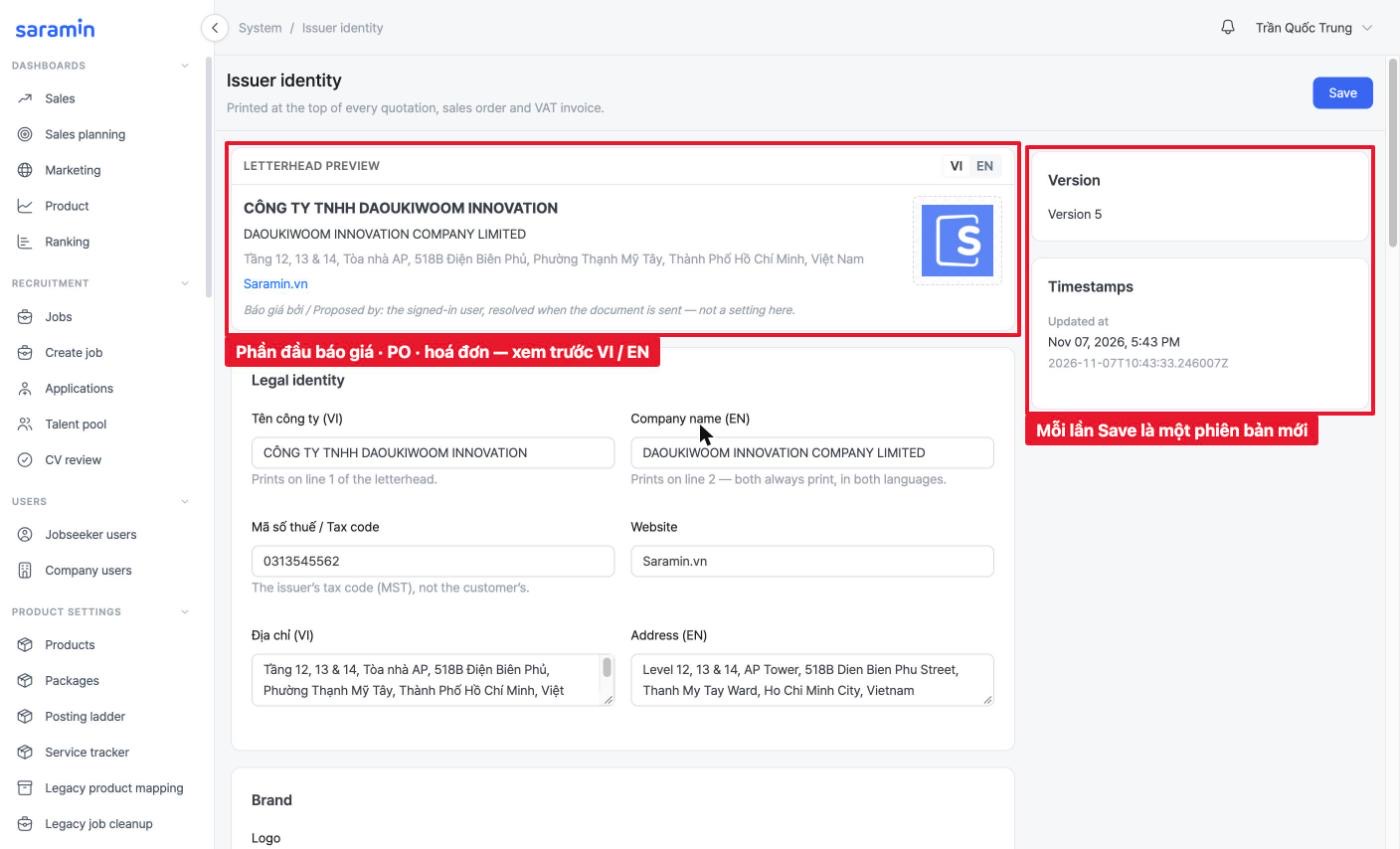 saramin
System / Issuer identity
Trần Quốc Trung
DASHBOARDS
Sales
Sales planning
Marketing
Product
Ranking
RECRUITMENT
Jobs
Create job
Applications
Talent pool
CV review
USERS
Jobseeker users
Company users
PRODUCT SETTINGS
Products
Packages
Posting ladder
Service tracker
Legacy product mapping
Legacy job cleanup
Issuer identity
Printed at the top of every quotation, sales order and VAT invoice.
Save
LETTERHEAD PREVIEW
VI EN
CÔNG TY TNHH DAOUKIWOOM INNOVATION
DAOUKIWOOM INNOVATION COMPANY LIMITED
Tầng 12, 13 & 14, Tòa nhà AP, 518B Điện Biên Phủ, Phường Thạnh Mỹ Tây, Thành Phố Hồ Chí Minh, Việt Nam
Saramin.vn
Báo giá bởi / Proposed by: the signed-in user, resolved when the document is sent — not a setting here.
S
Phần đầu báo giá · PO · hoá đơn — xem trước VI / EN
Version
Version 5
Timestamps
Updated at
Nov 07, 2026, 5:43 PM
2026-11-07T10:43:33.246007Z
Mỗi lần Save là một phiên bản mới
Legal identity
Tên công ty (VI)
CÔNG TY TNHH DAOUKIWOOM INNOVATION
Prints on line 1 of the letterhead.
Company name (EN)
DAOUKIWOOM INNOVATION COMPANY LIMITED
Prints on line 2 — both always print, in both languages.
Mã số thuế / Tax code
0313545562
The issuer's tax code (MST), not the customer's.
Website
Saramin.vn
Địa chỉ (VI)
Tầng 12, 13 & 14, Tòa nhà AP, 518B Điện Biên Phủ,
Phường Thạnh Mỹ Tây, Thành Phố Hồ Chí Minh, Việt
Address (EN)
Level 12, 13 & 14, AP Tower, 518B Dien Bien Phu Street,
Thanh My Tay Ward, Ho Chi Minh City, Vietnam
Brand
Logo